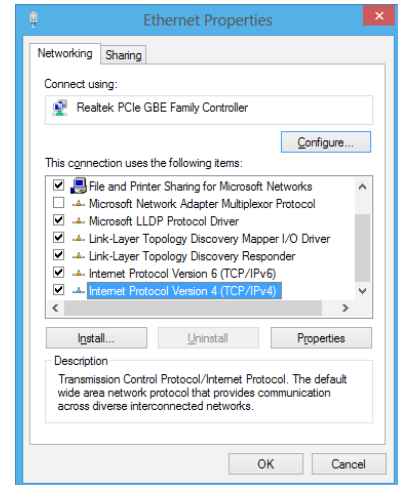 Ethernet Properties
Networking
Sharing
Connect using:
Realtek PCIe GBE Family Controller
Configure...
This connection uses the following items:
File and Printer Sharing for Microsoft Networks
Microsoft Network Adapter Multiplexor Protocol
Microsoft LLDP Protocol Driver
Link-Layer Topology Discovery Mapper I/O Driver
Link-Layer Topology Discovery Responder
Internet Protocol Version 6 (TCP/IPv6)
Internet Protocol Version 4 (TCP/IPv4)
Install...
Uninstall
Properties
Description
Transmission Control Protocol/Internet Protocol. The default
wide area network protocol that provides communication
across diverse interconnected networks.
OK
Cancel